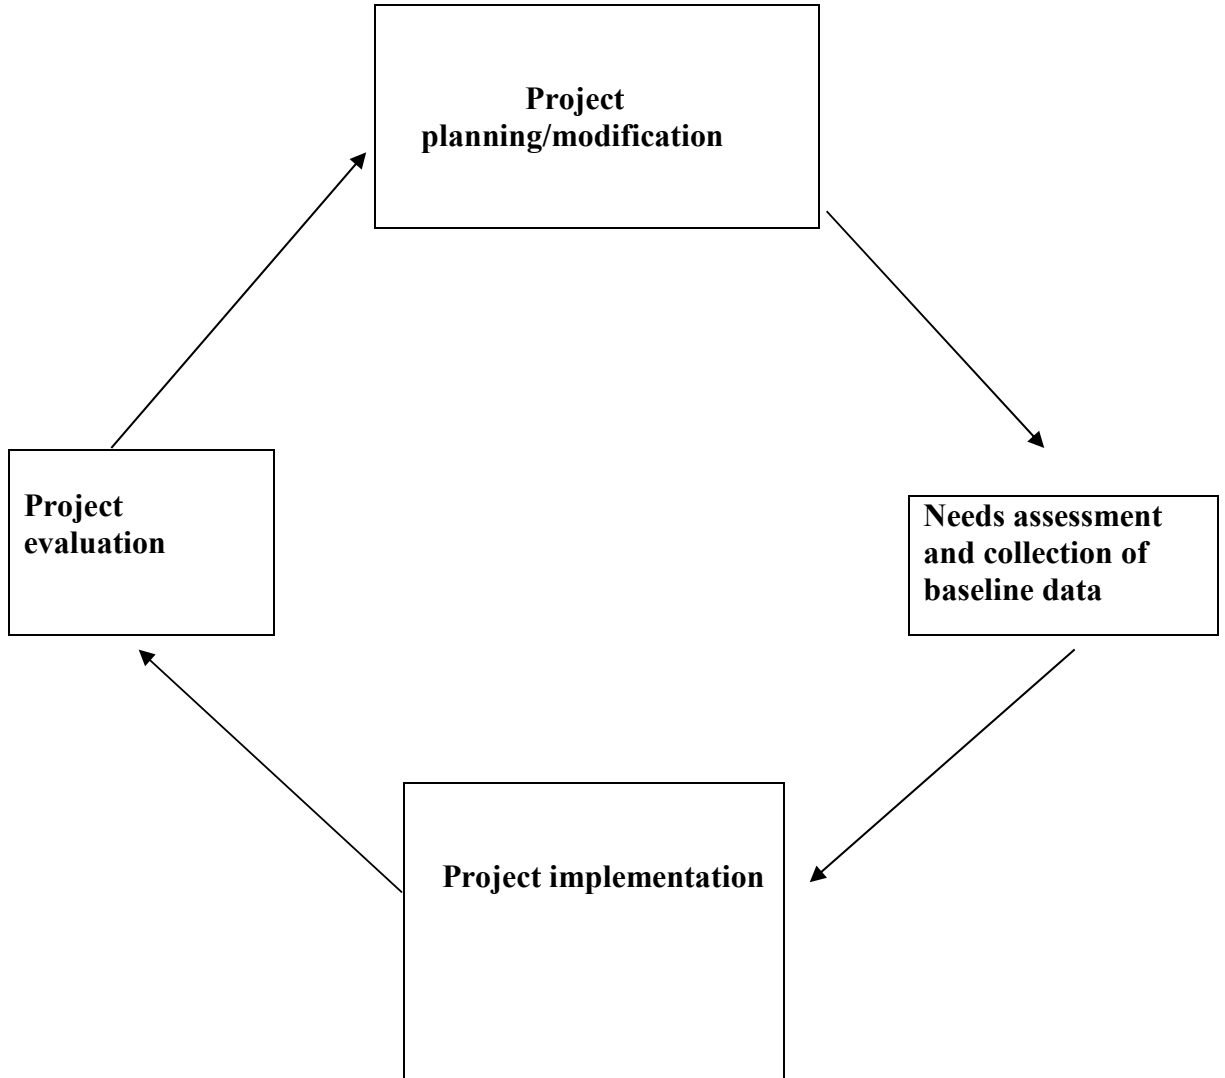 Project
planning/modification
Project
evaluation
Needs assessment
and collection of
baseline data
Project implementation